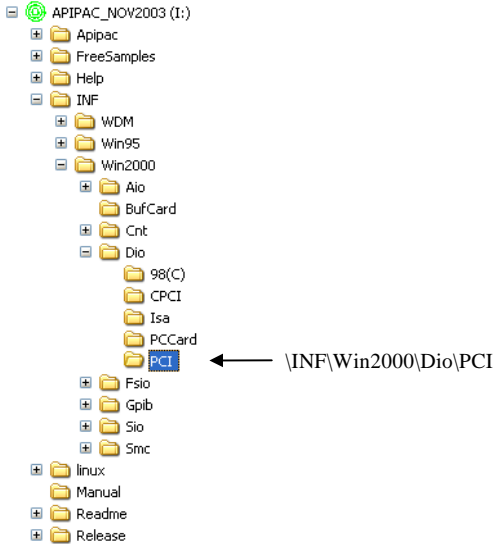 APIPAC_NOV2003 (I:)
Apipac
FreeSamples
Help
INF
WDM
Win95
Win2000
Aio
BufCard
Cnt
Dio
98(C)
CPCI
Isa
PCCard
PCI \INF\Win2000\Dio\PCI
Fsio
Gpib
Sio
Smc
linux
Manual
Readme
Release